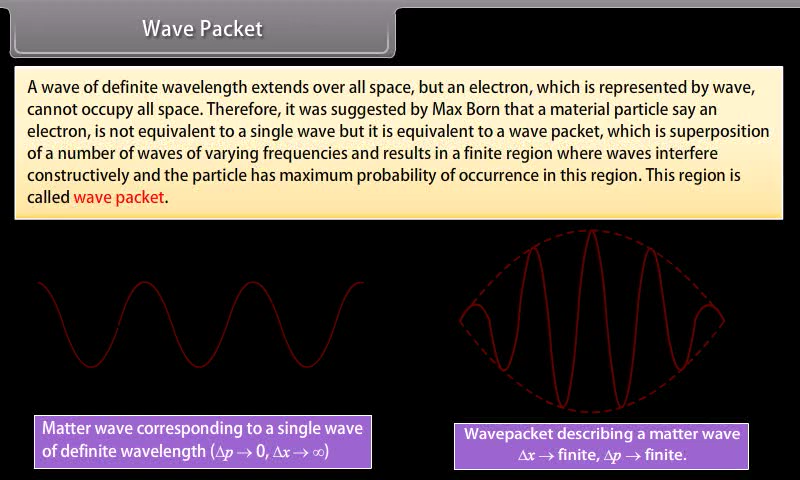 Wave Packet
A wave of definite wavelength extends over all space, but an electron, which is represented by wave,
cannot occupy all space. Therefore, it was suggested by Max Born that a material particle say an
electron, is not equivalent to a single wave but it is equivalent to a wave packet, which is superposition
of a number of waves of varying frequencies and results in a finite region where waves interfere
constructively and the particle has maximum probability of occurrence in this region. This region is
called wave packet.
Matter wave corresponding to a single wave
of definite wavelength (Δp → 0, Δx → ∞)
Wavepacket describing a matter wave
Δx → finite, Δp → finite.